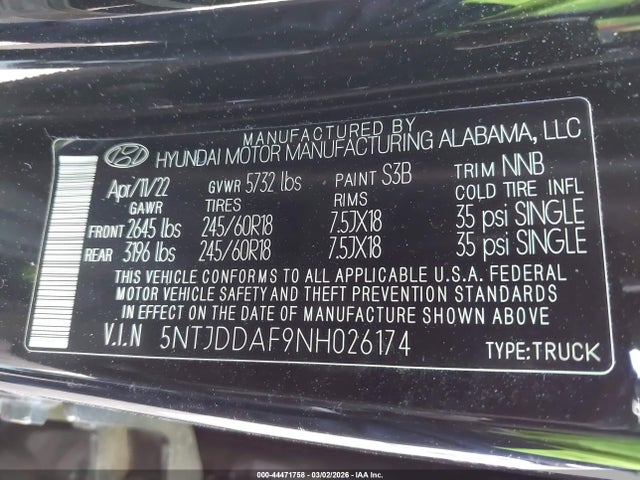 MANUFACTURED BY
HYUNDAI MOTOR MANUFACTURING ALABAMA, LLC
Apr/11/22 GVWR 5732 lbs PAINT S3B TRIM NNB
GAWR TIRES RIMS COLD TIRE INFL
FRONT 2645 lbs 245/60R18 7.5JX18 35 psi SINGLE
REAR 3196 lbs 245/60R18 7.5JX18 35 psi SINGLE
THIS VEHICLE CONFORMS TO ALL APPLICABLE U.S.A. FEDERAL
MOTOR VEHICLE SAFETY AND THEFT PREVENTION STANDARDS
IN EFFECT ON THE DATE OF MANUFACTURE SHOWN ABOVE.
V.I.N 5NTJDDAF9NH026174 TYPE:TRUCK
000-44471758 - 03/02/2026 - IAA Inc.